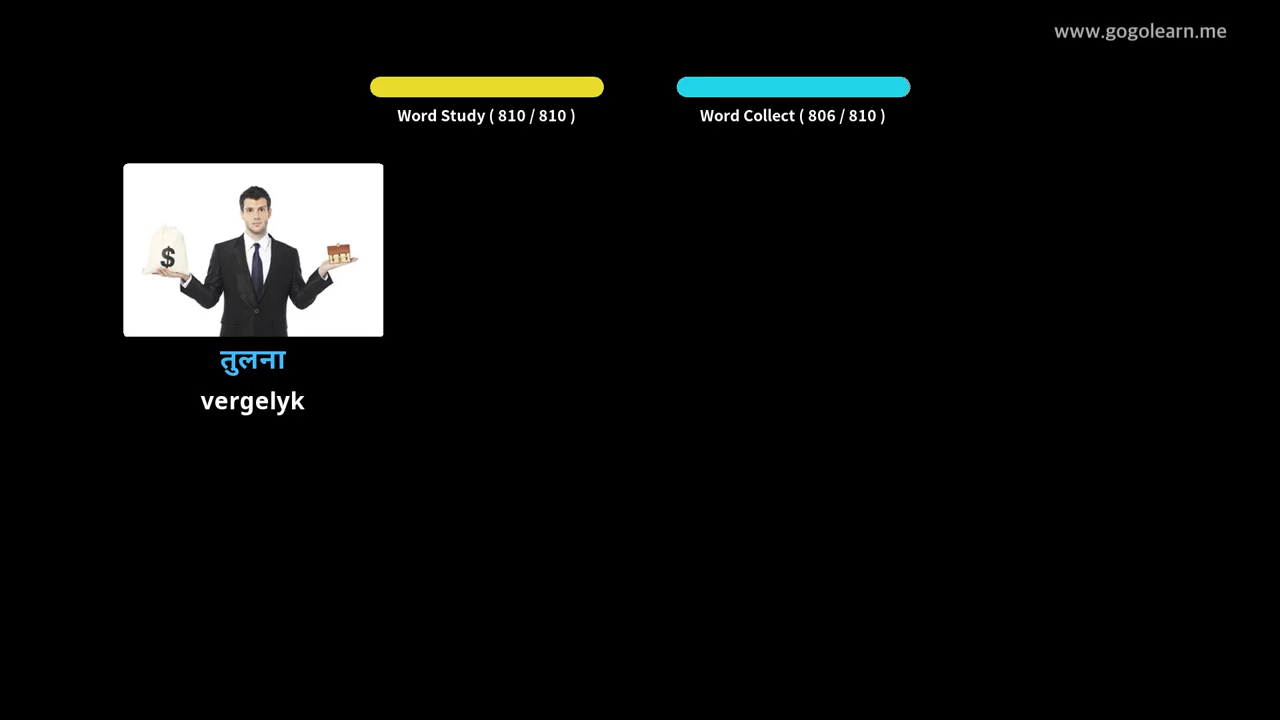 www.gogolearn.me
Word Study ( 810 / 810 )
Word Collect ( 806 / 810 )
$
तुलना
vergelyk